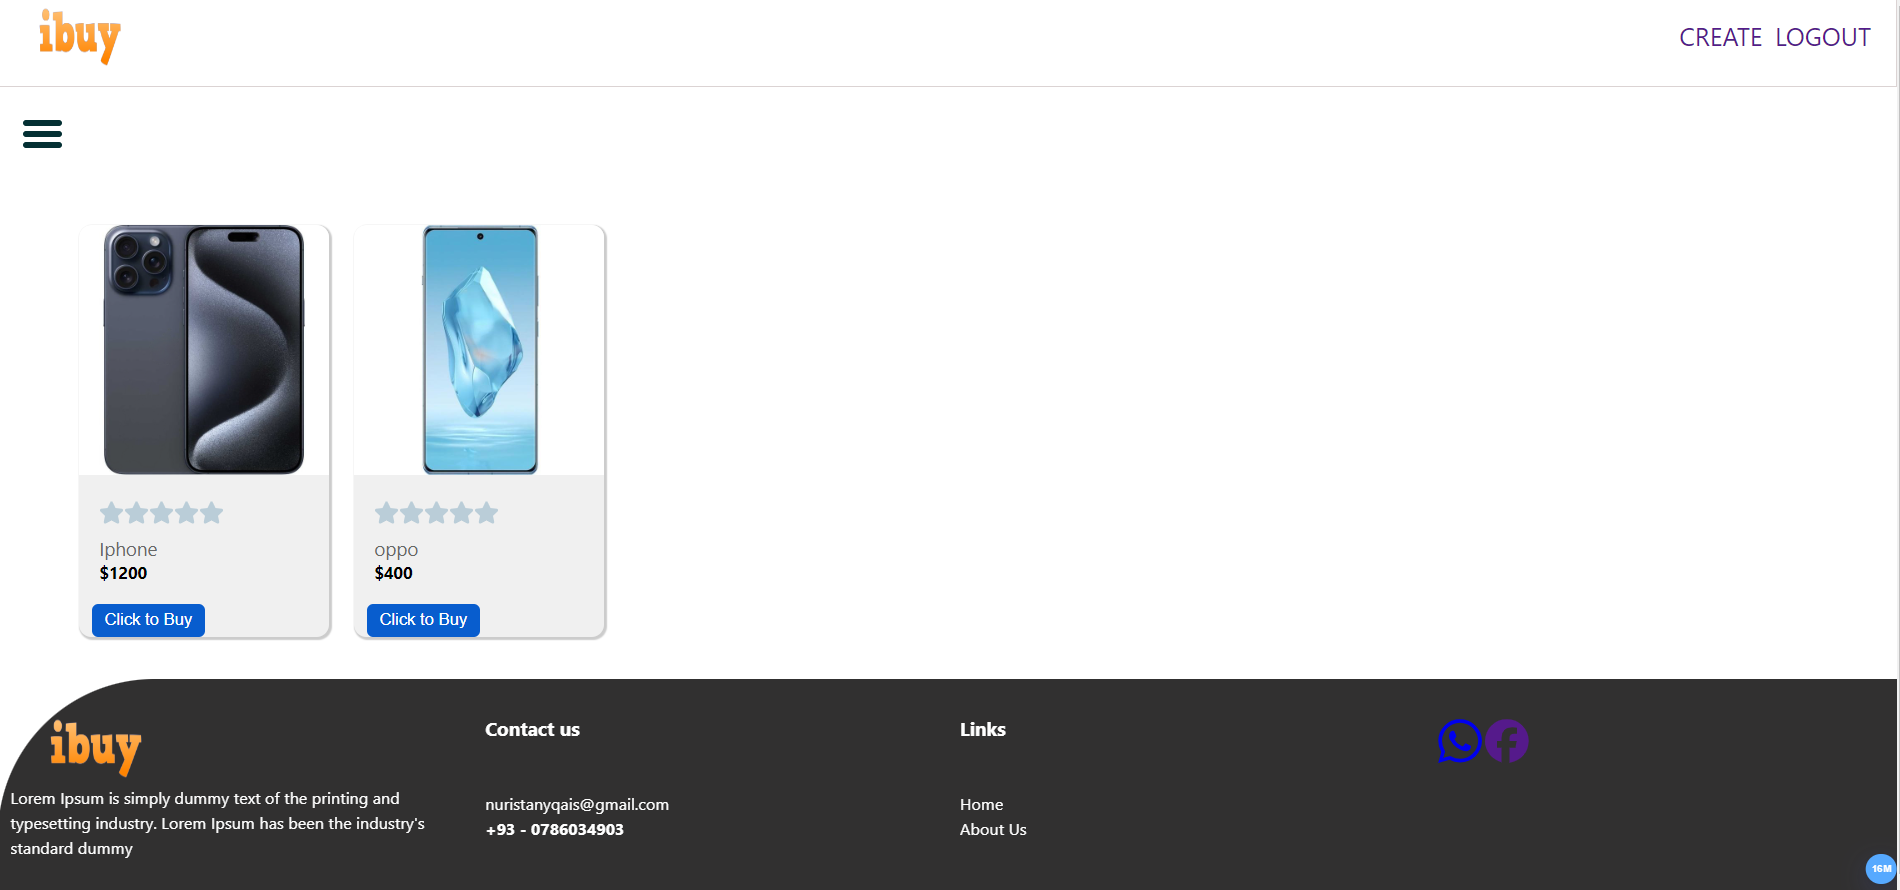 ibuy
CREATE LOGOUT
Iphone
$1200
Click to Buy
oppo
$400
Click to Buy
ibuy
Lorem Ipsum is simply dummy text of the printing and
typesetting industry. Lorem Ipsum has been the industry's
standard dummy
Contact us
nuristanyqais@gmail.com
+93 - 0786034903
Links
Home
About Us
16M